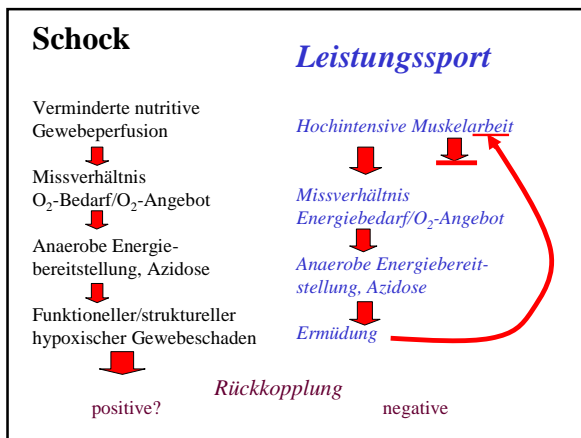 Schock
Verminderte nutritive
Gewebeperfusion
Missverhältnis
O₂-Bedarf/O₂-Angebot
Anaerobe Energie-
bereitstellung, Azidose
Funktioneller/struktureller
hypoxischer Gewebeschaden
Leistungssport
Hochintensive Muskelarbeit
Missverhältnis
Energiebedarf/O₂-Angebot
Anaerobe Energiebereit-
stellung, Azidose
Ermüdung
Rückkopplung
positive?
negative